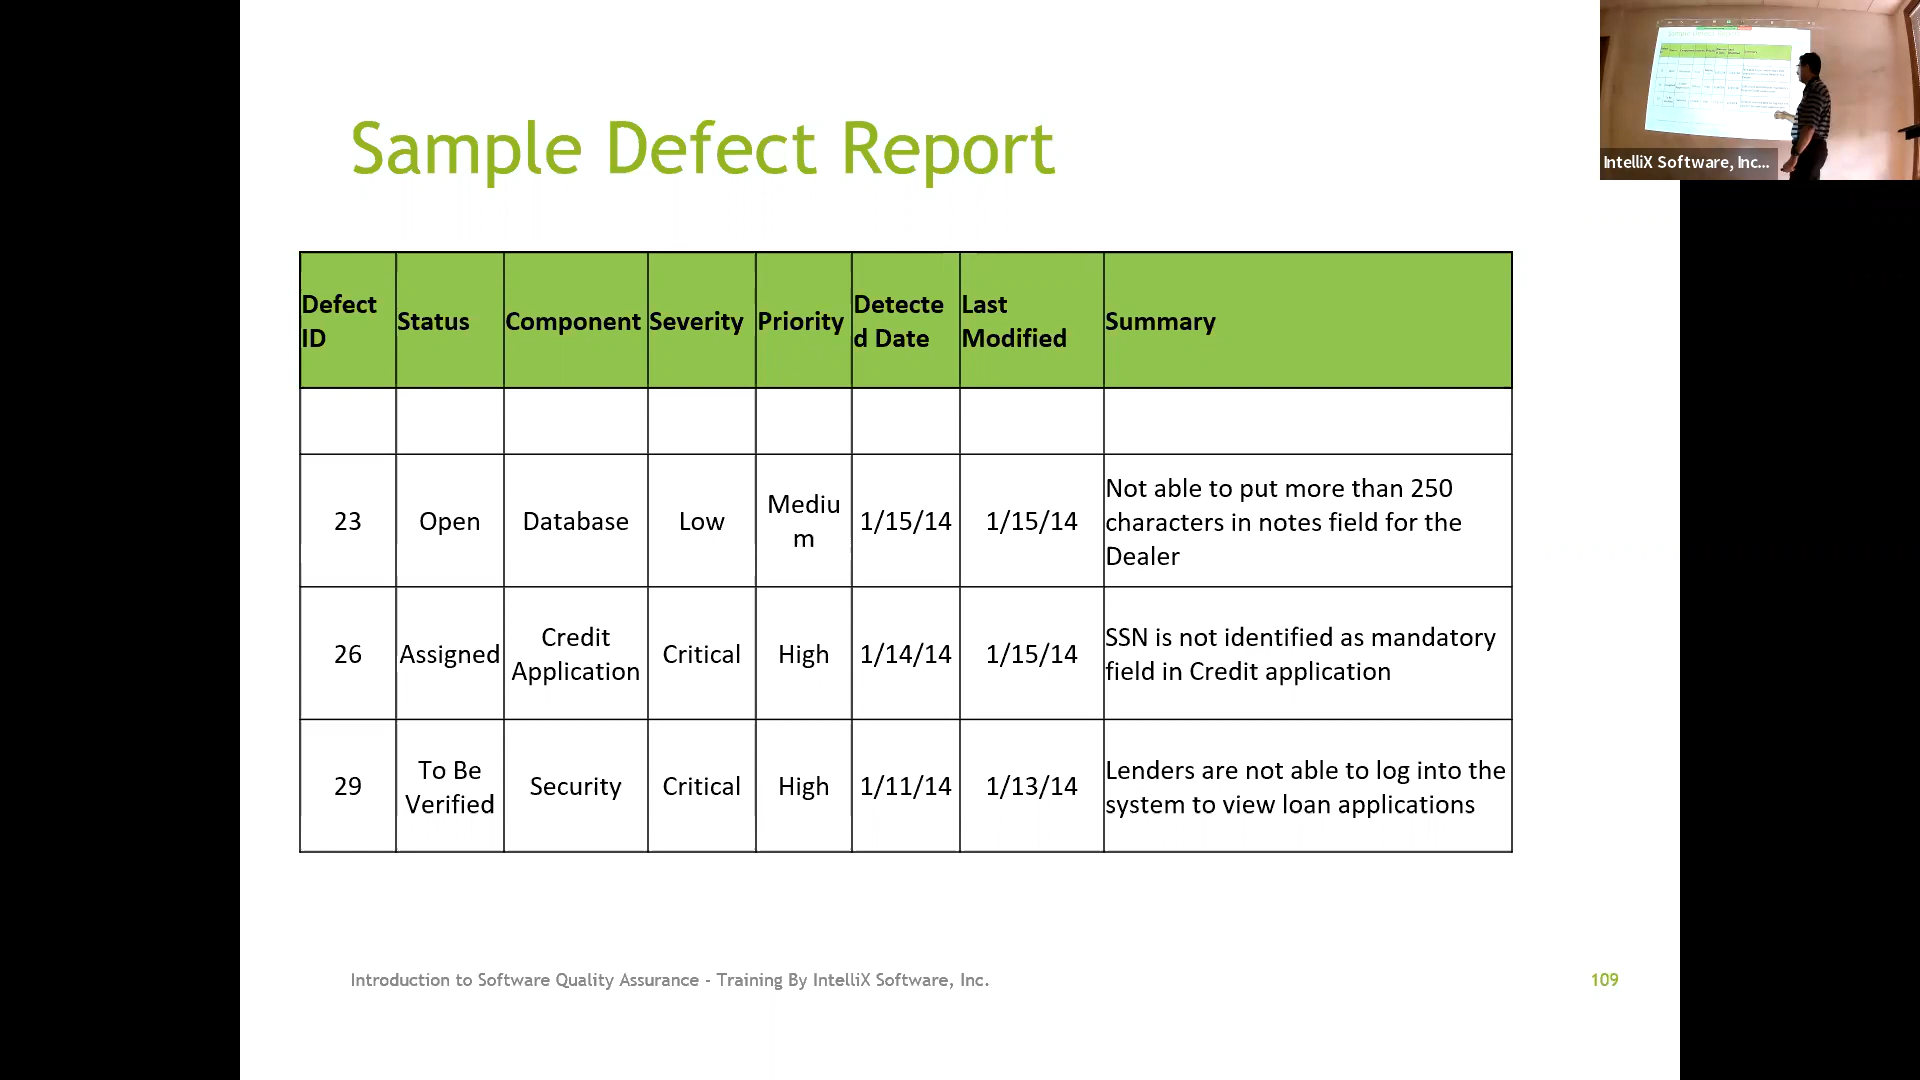 IntelliX Software, Inc...
Sample Defect Report
Defect ID Status Component Severity Priority Detecte d Date Last Modified Summary
23 Open Database Low Mediu m 1/15/14 1/15/14 Not able to put more than 250
characters in notes field for the
Dealer
26 Assigned Credit Application Critical High 1/14/14 1/15/14 SSN is not identified as mandatory
field in Credit application
29 To Be Verified Security Critical High 1/11/14 1/13/14 Lenders are not able to log into the
system to view loan applications
Introduction to Software Quality Assurance - Training By IntelliX Software, Inc.
109